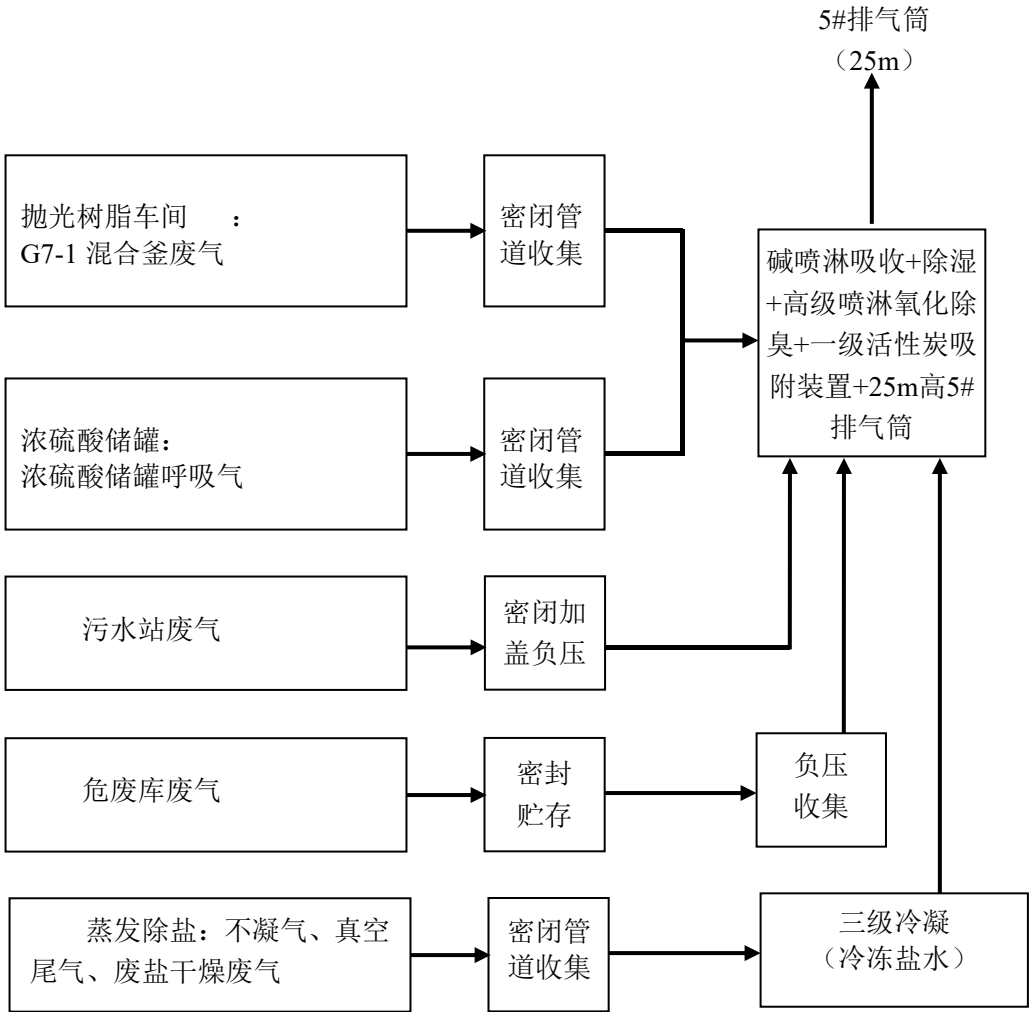 5#排气筒
（25m）
抛光树脂车间 ：
G7-1 混合釜废气
密闭管
道收集
碱喷淋吸收+除湿
+高级喷淋氧化除
臭+一级活性炭吸
附装置+25m高5#
排气筒
浓硫酸储罐：
浓硫酸储罐呼吸气
密闭管
道收集
污水站废气
密闭加
盖负压
危废库废气
密封
贮存
负压
收集
蒸发除盐：不凝气、真空
尾气、废盐干燥废气
密闭管
道收集
三级冷凝
（冷冻盐水）